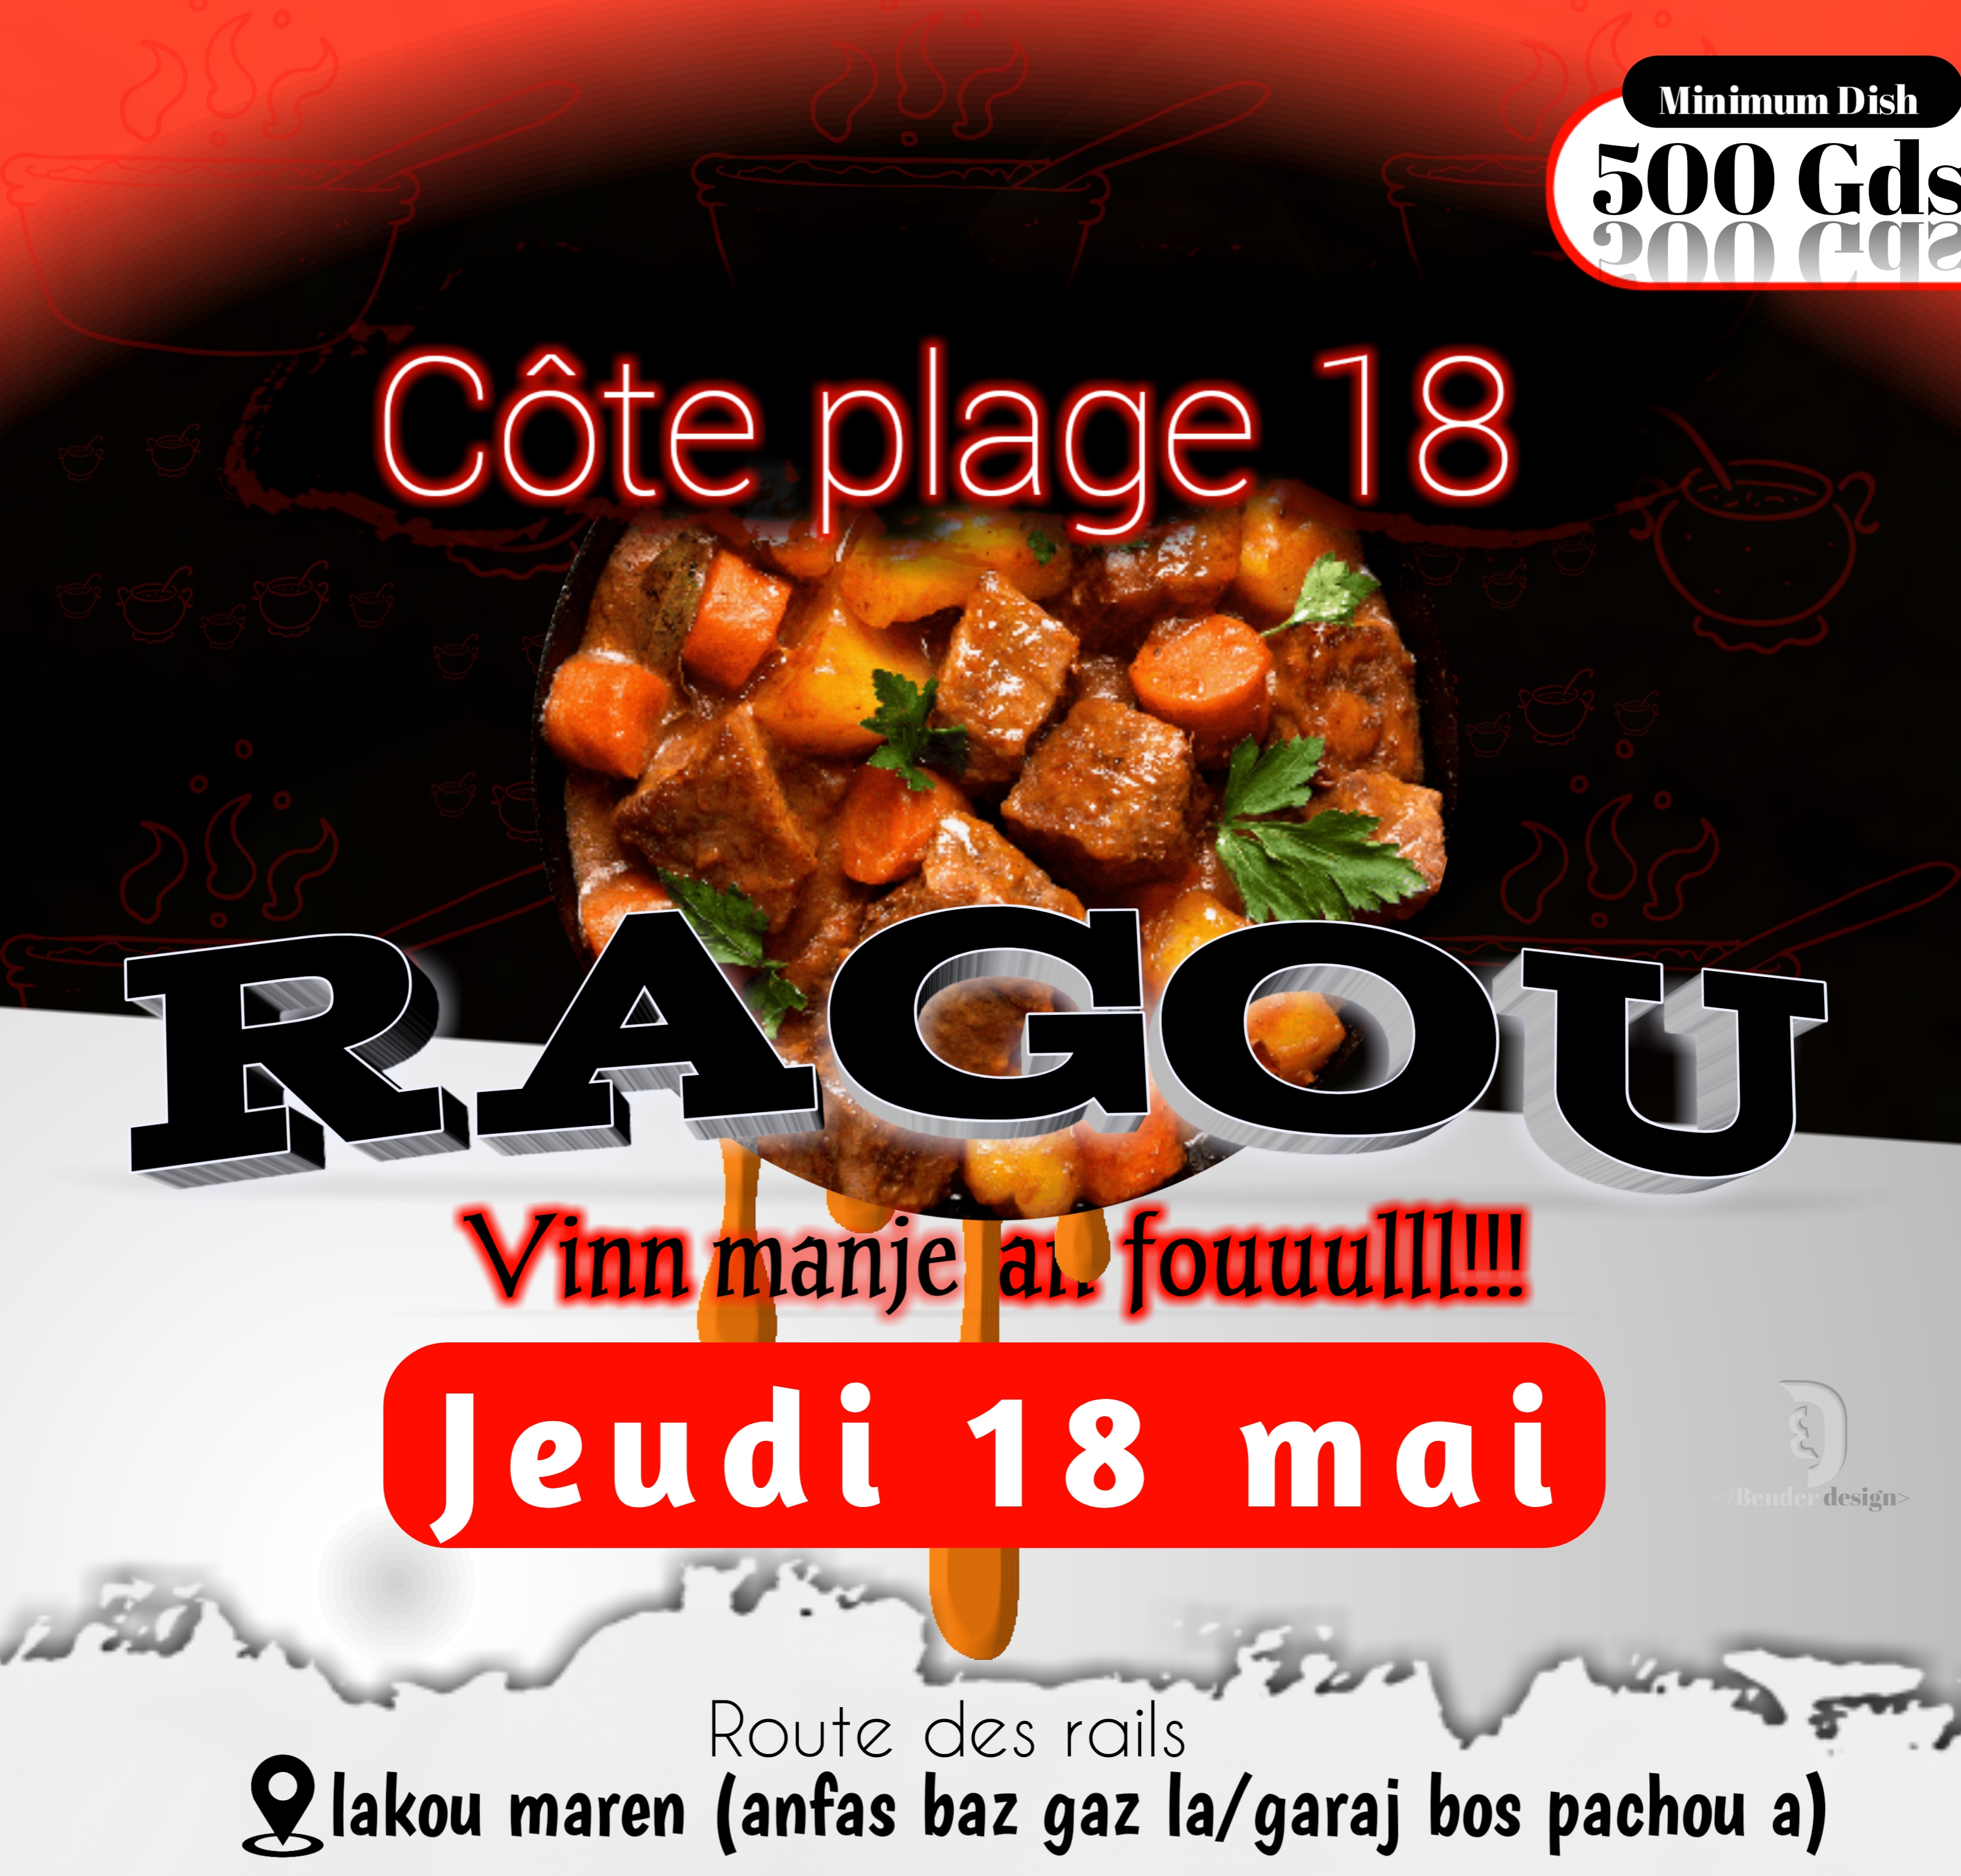 Minimum Dish
500 Gds
Côte plage 18
RAGOU
Vinn manje an fouuulll!!!
Jeudi 18 mai
</Bender design>
Route des rails
lakou maren (anfas baz gaz la/garaj bos pachou a)